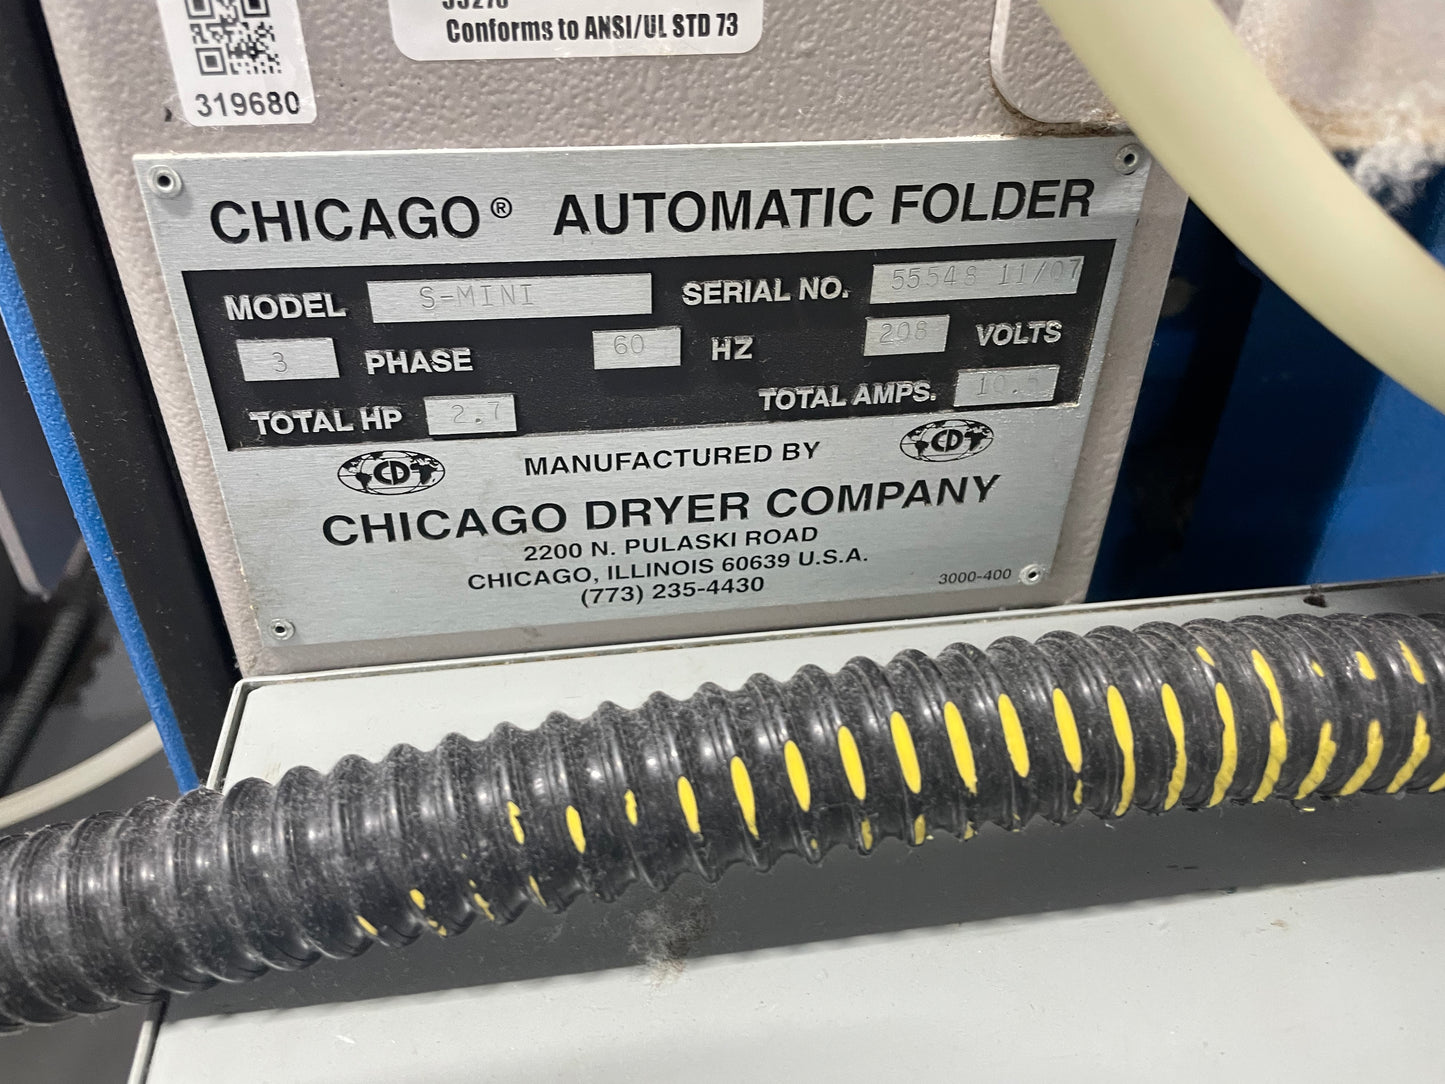 319680
Conforms to ANSI/UL STD 73
CHICAGO® AUTOMATIC FOLDER
MODEL S-MINI SERIAL NO. 55548 11/07
3 PHASE 60 HZ 208 VOLTS
TOTAL HP 2.7 TOTAL AMPS. 10.5
MANUFACTURED BY
CHICAGO DRYER COMPANY
2200 N. PULASKI ROAD
CHICAGO, ILLINOIS 60639 U.S.A.
(773) 235-4430
3000-400